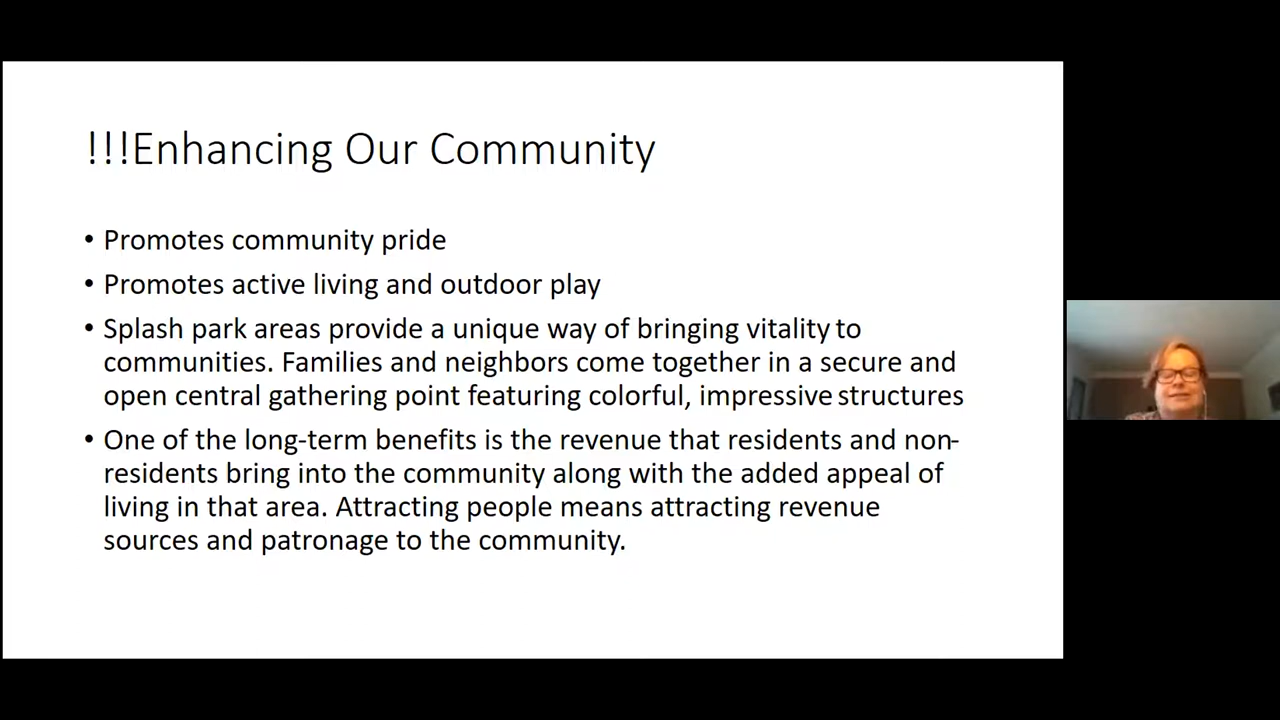 !!!Enhancing Our Community
• Promotes community pride
• Promotes active living and outdoor play
• Splash park areas provide a unique way of bringing vitality to
communities. Families and neighbors come together in a secure and
open central gathering point featuring colorful, impressive structures
• One of the long-term benefits is the revenue that residents and non-
residents bring into the community along with the added appeal of
living in that area. Attracting people means attracting revenue
sources and patronage to the community.